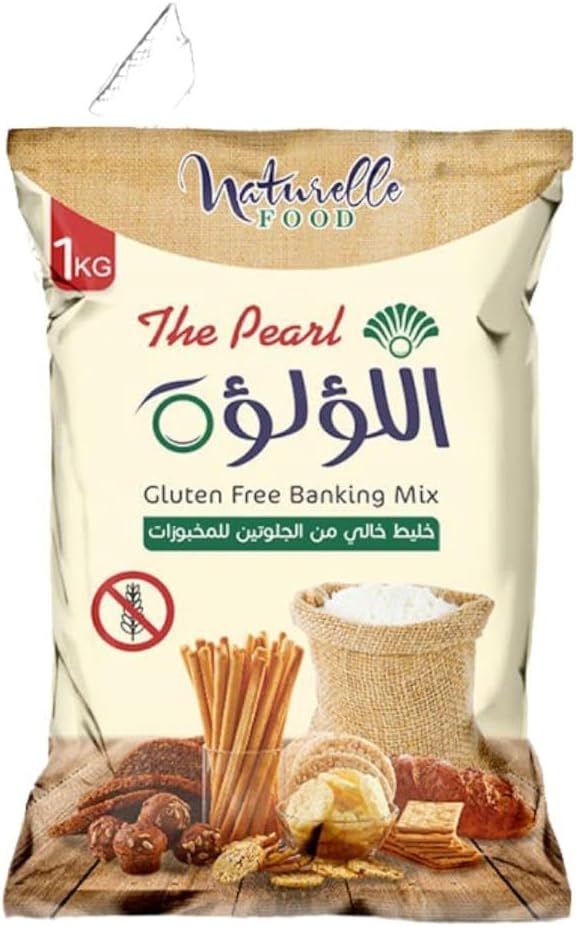 Naturelle
FOOD
1KG
The Pearl
اللؤلؤة
Gluten Free Banking Mix
خليط خالي من الجلوتين للمخبوزات